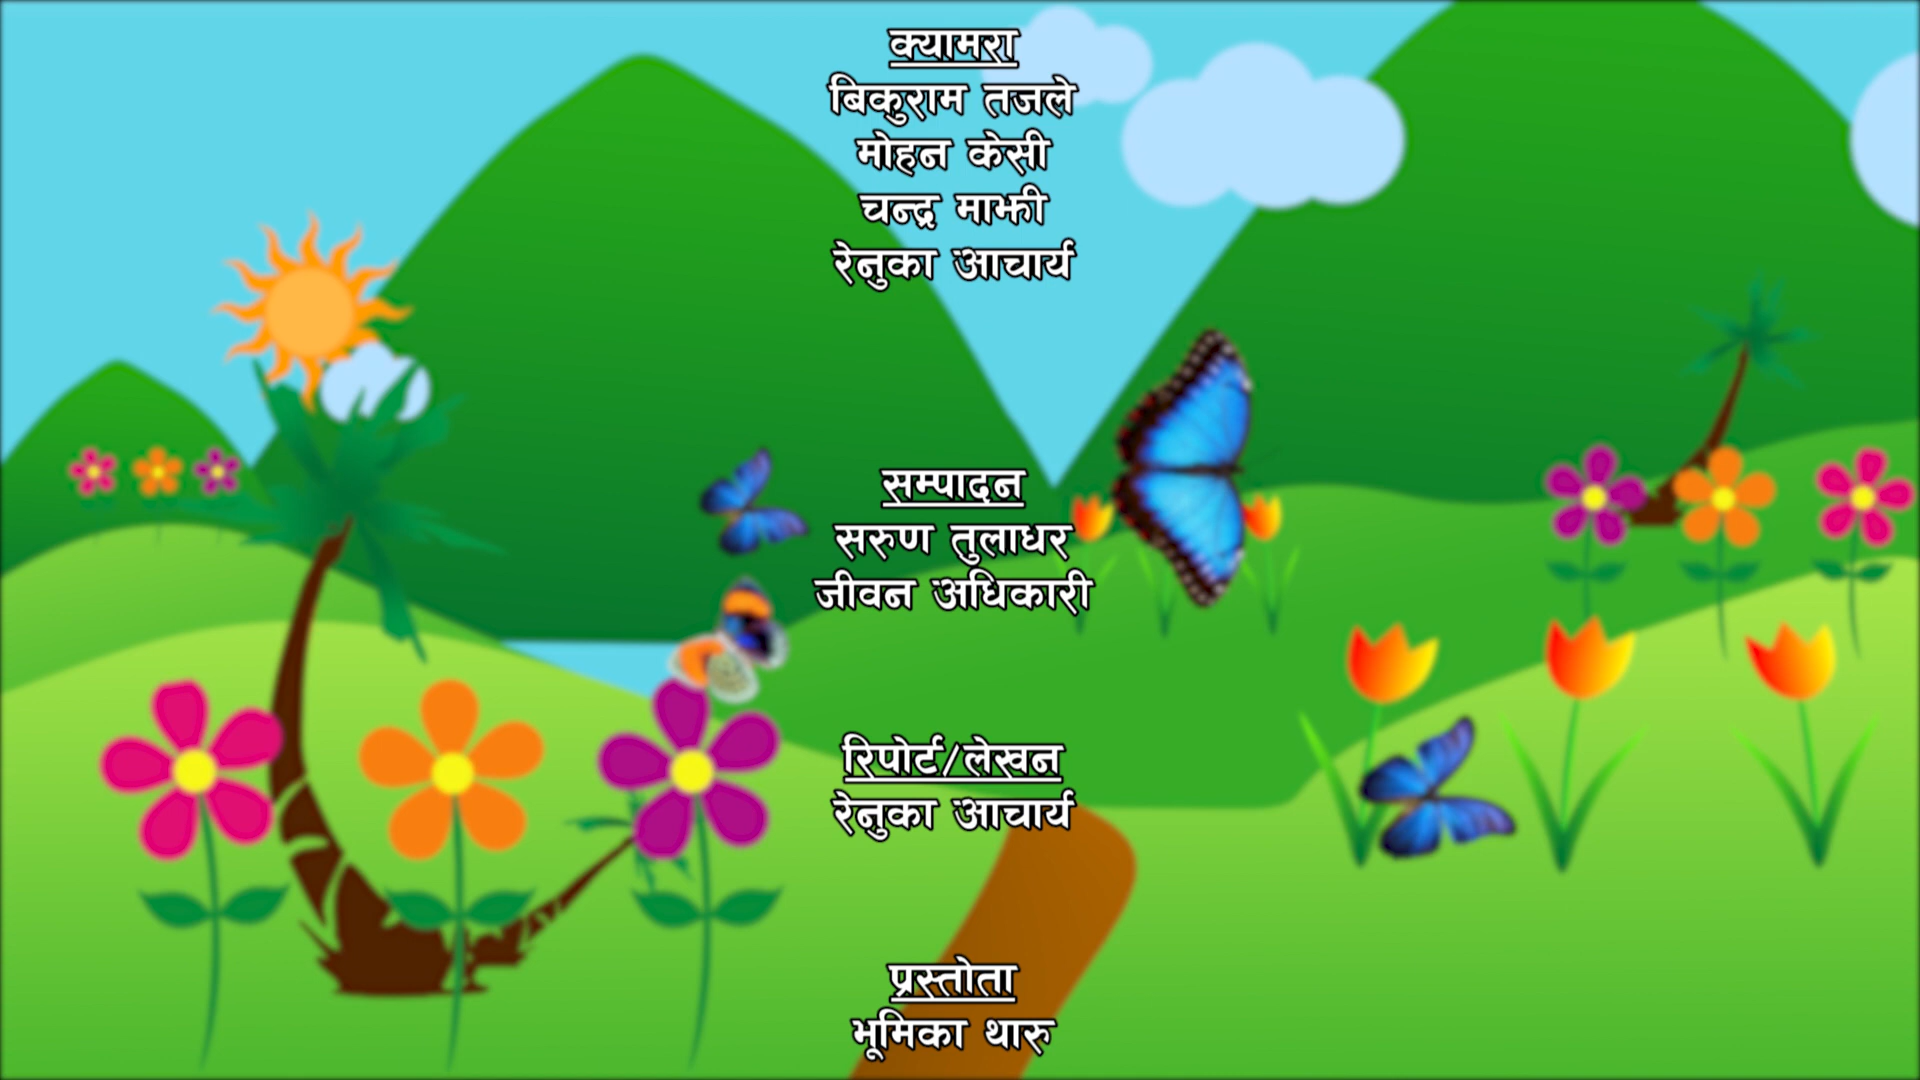 क्यामरा
बिकुराम तजले
मोहन केसी
चन्द्र माझी
रेनुका आचार्य
सम्पादन
सरुण तुलाधर
जीवन अधिकारी
रिपोर्ट/लेखन
रेनुका आचार्य
प्रस्तोता
भूमिका थारु